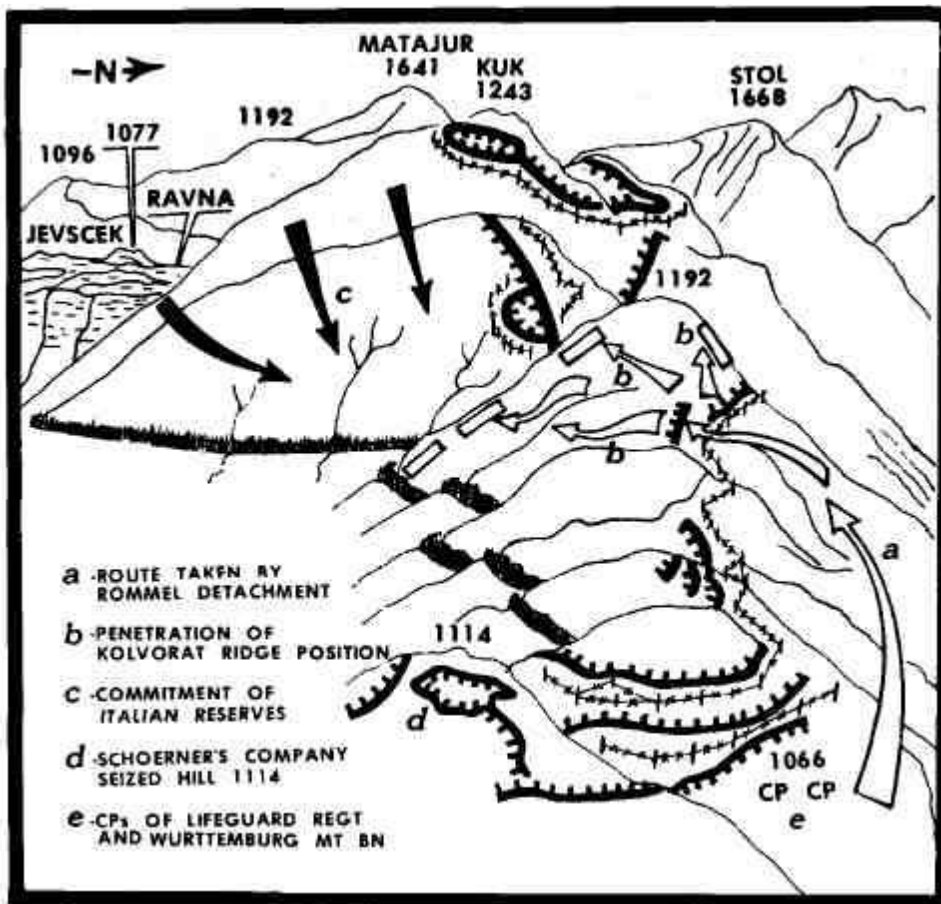 -N
MATAJUR
1641
KUK
1243
STOL
1668
1192
1077
1096
RAVNA
JEVSCEK
1192
c
b
b
b
a
a -ROUTE TAKEN BY
ROMMEL DETACHMENT
b -PENETRATION OF
KOLVORAT RIDGE POSITION
c -COMMITMENT OF
ITALIAN RESERVES
d -SCHOERNER'S COMPANY
SEIZED HILL 1114
e -CPs OF LIFEGUARD REGT
AND WURTTEMBURG MT BN
1114
d
1066
CP CP
e